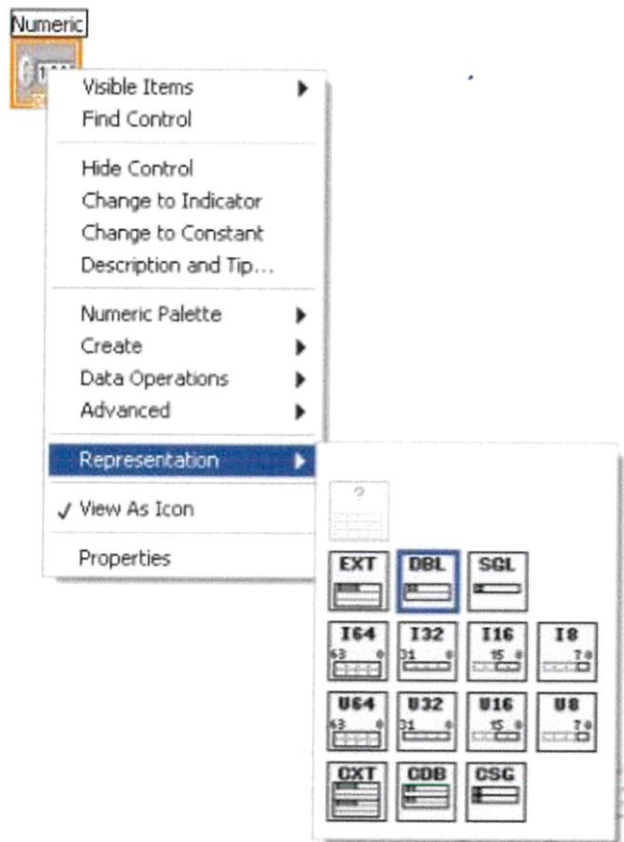 Numeric
Visible Items
Find Control
Hide Control
Change to Indicator
Change to Constant
Description and Tip...
Numeric Palette
Create
Data Operations
Advanced
Representation
✓ View As Icon
Properties
?
EXT DBL SGL
I64 I32 I16 I8
63 0 31 0 15 0 7 0
U64 U32 U16 U8
63 0 31 0 15 0 7 0
CXT CDB CSG